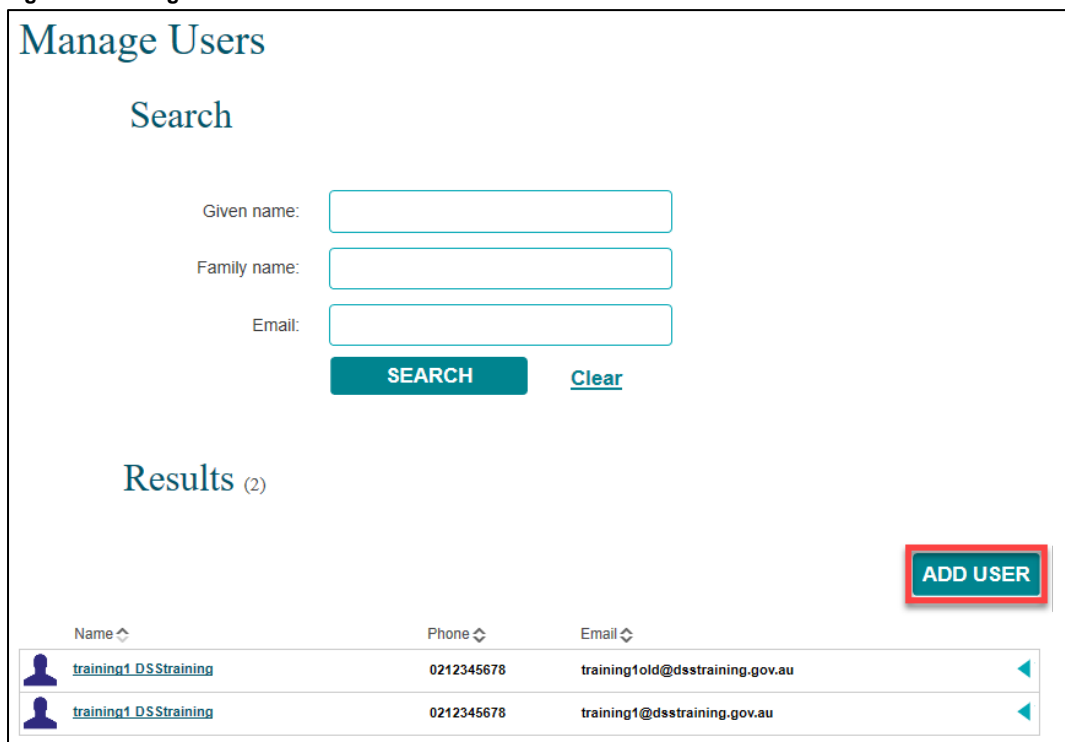 Manage Users
Search
Given name:
Family name:
Email:
SEARCH Clear
Results (2)
ADD USER
Name Phone Email
training1 DSStraining 0212345678 training1old@dsstraining.gov.au
training1 DSStraining 0212345678 training1@dsstraining.gov.au